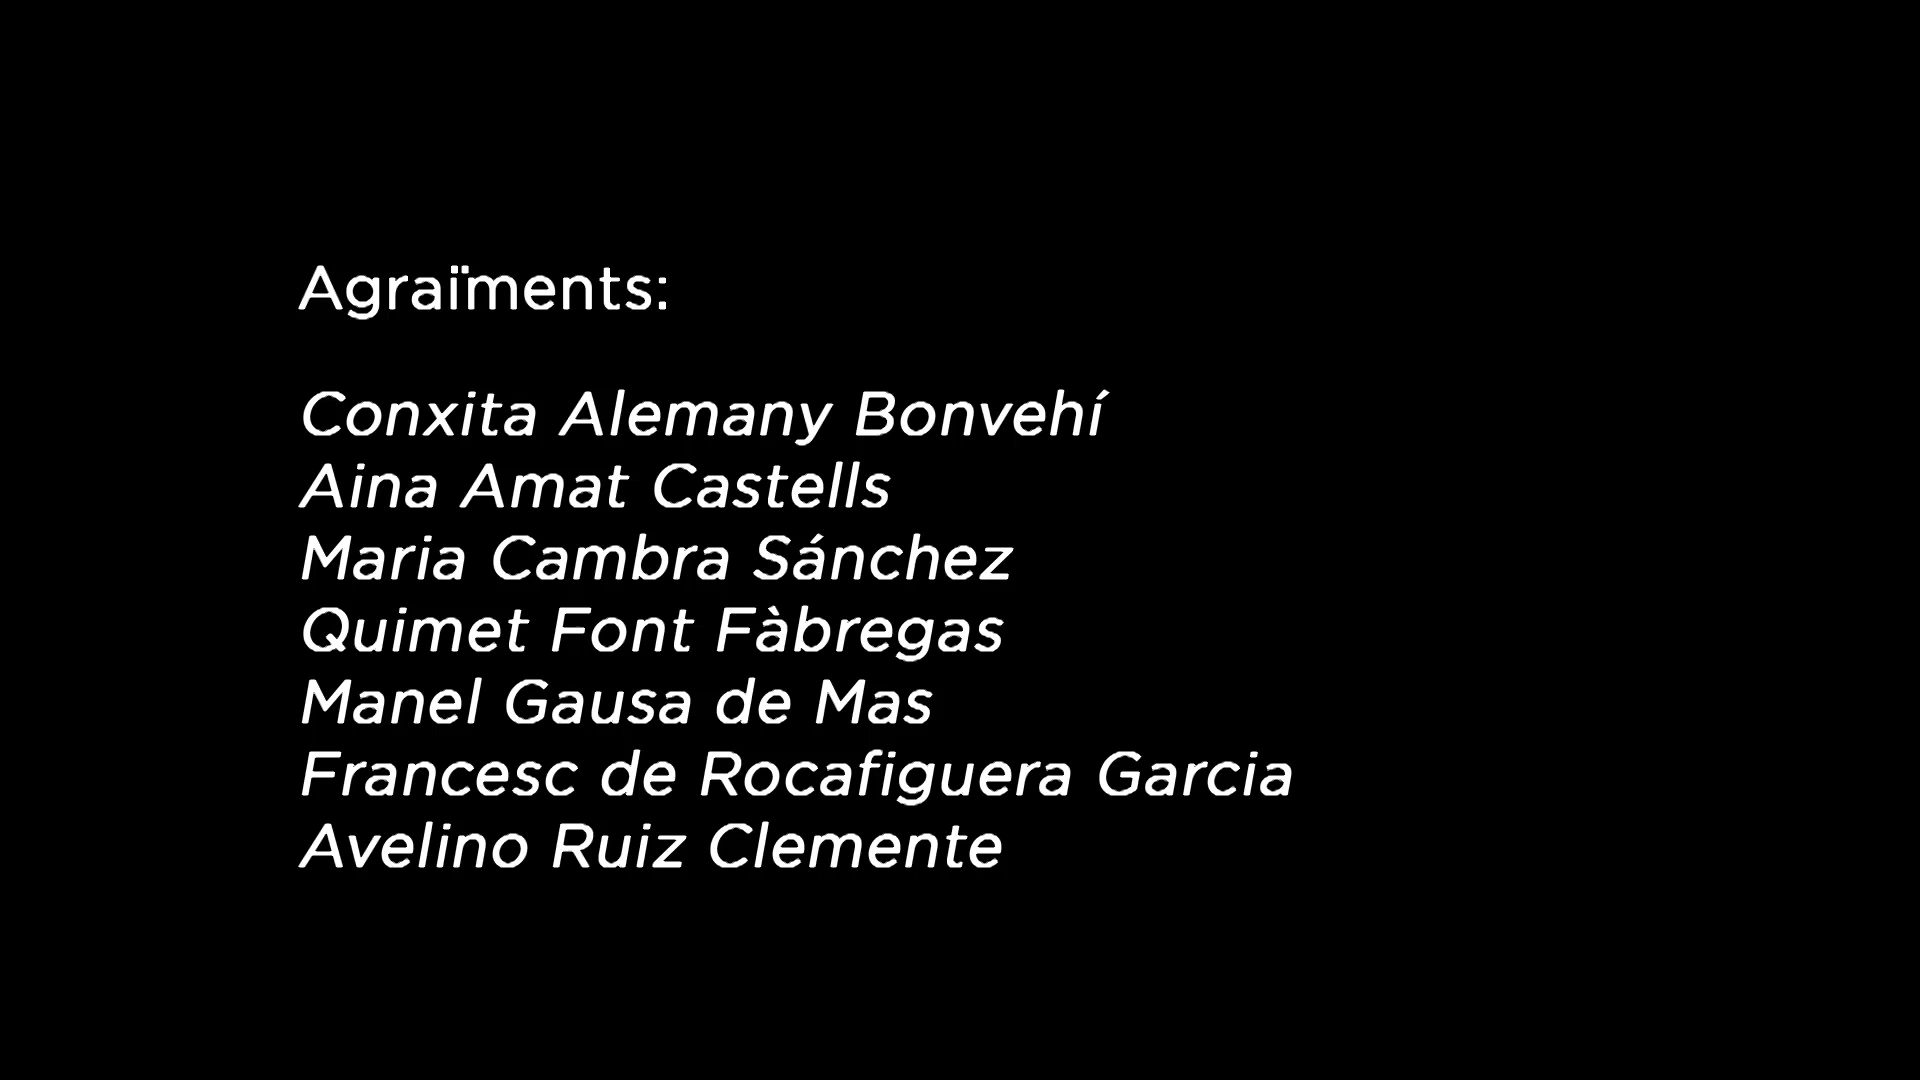 Agraïments:
Conxita Alemany Bonvehí
Aina Amat Castells
Maria Cambra Sánchez
Quimet Font Fàbregas
Manel Gausa de Mas
Francesc de Rocafiguera Garcia
Avelino Ruiz Clemente